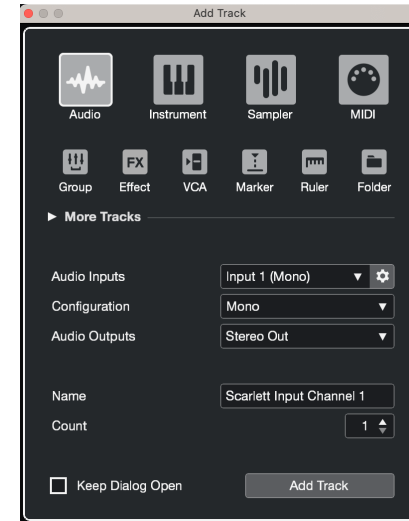 Add Track
Audio Instrument Sampler MIDI
FX
Group Effect VCA Marker Ruler Folder
More Tracks
Audio Inputs Input 1 (Mono)
Configuration Mono
Audio Outputs Stereo Out
Name Scarlett Input Channel 1
Count 1
Keep Dialog Open Add Track